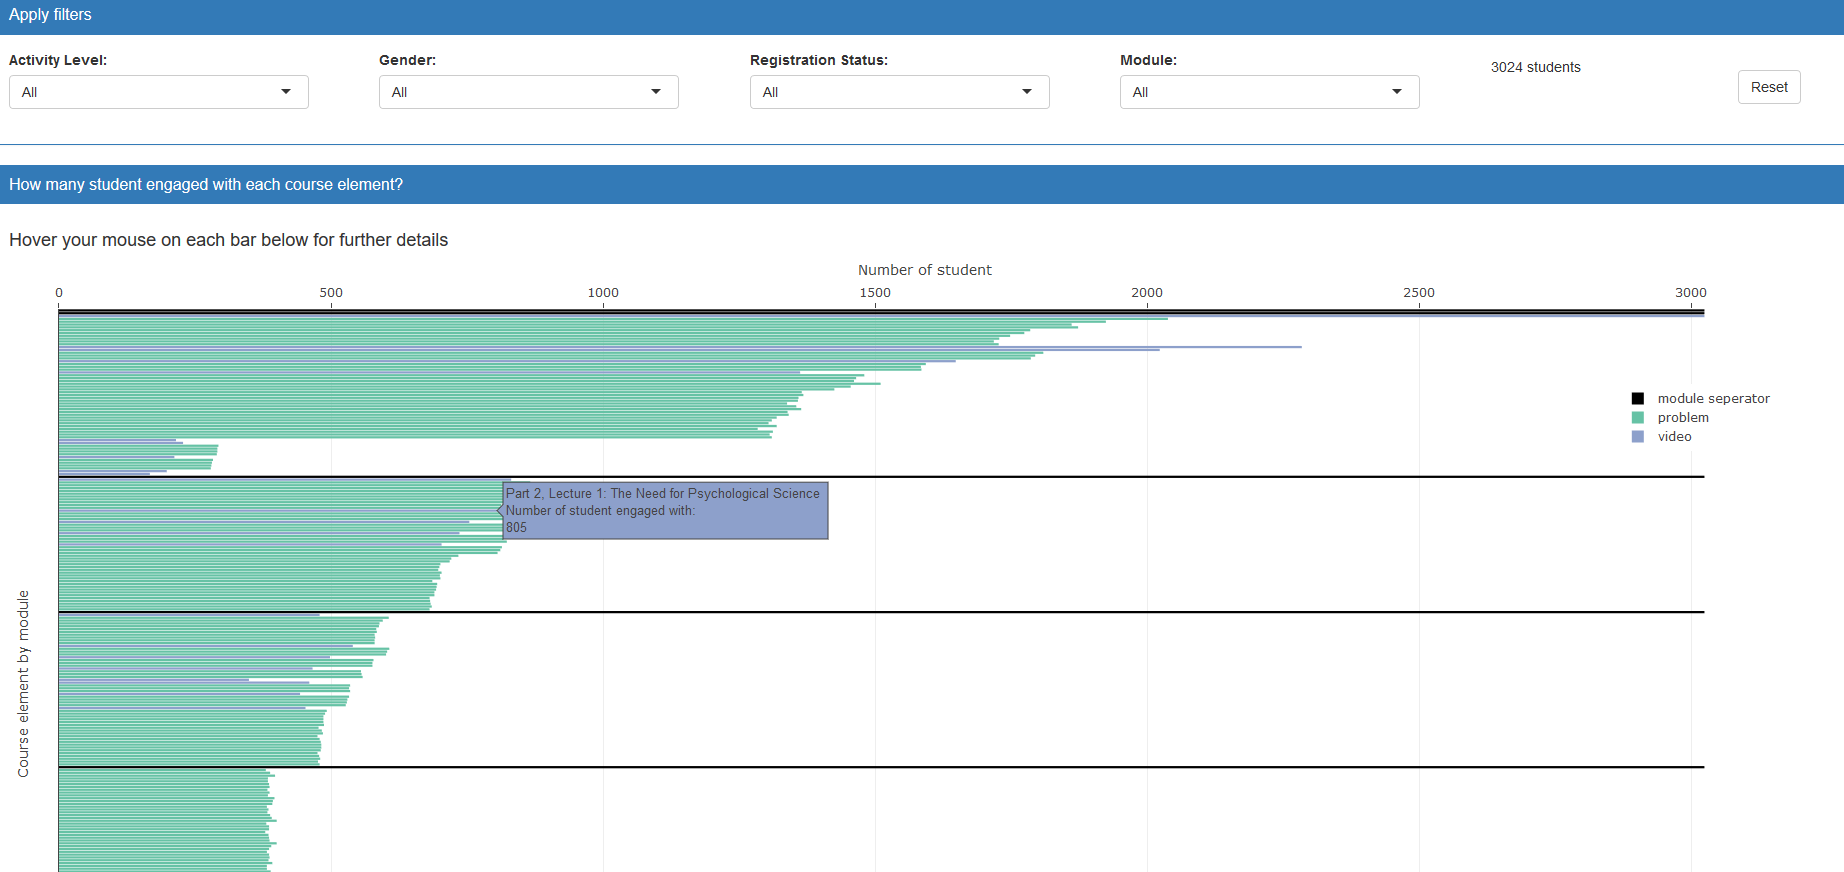 Apply filters
Activity Level:
Gender:
Registration Status:
Module:
3024 students
All
All
All
All
Reset
How many student engaged with each course element?
Hover your mouse on each bar below for further details
Number of student
0
500
1000
1500
2000
2500
3000
module seperator
problem
video
Part 2, Lecture 1: The Need for Psychological Science
Number of student engaged with:
805
Course element by module